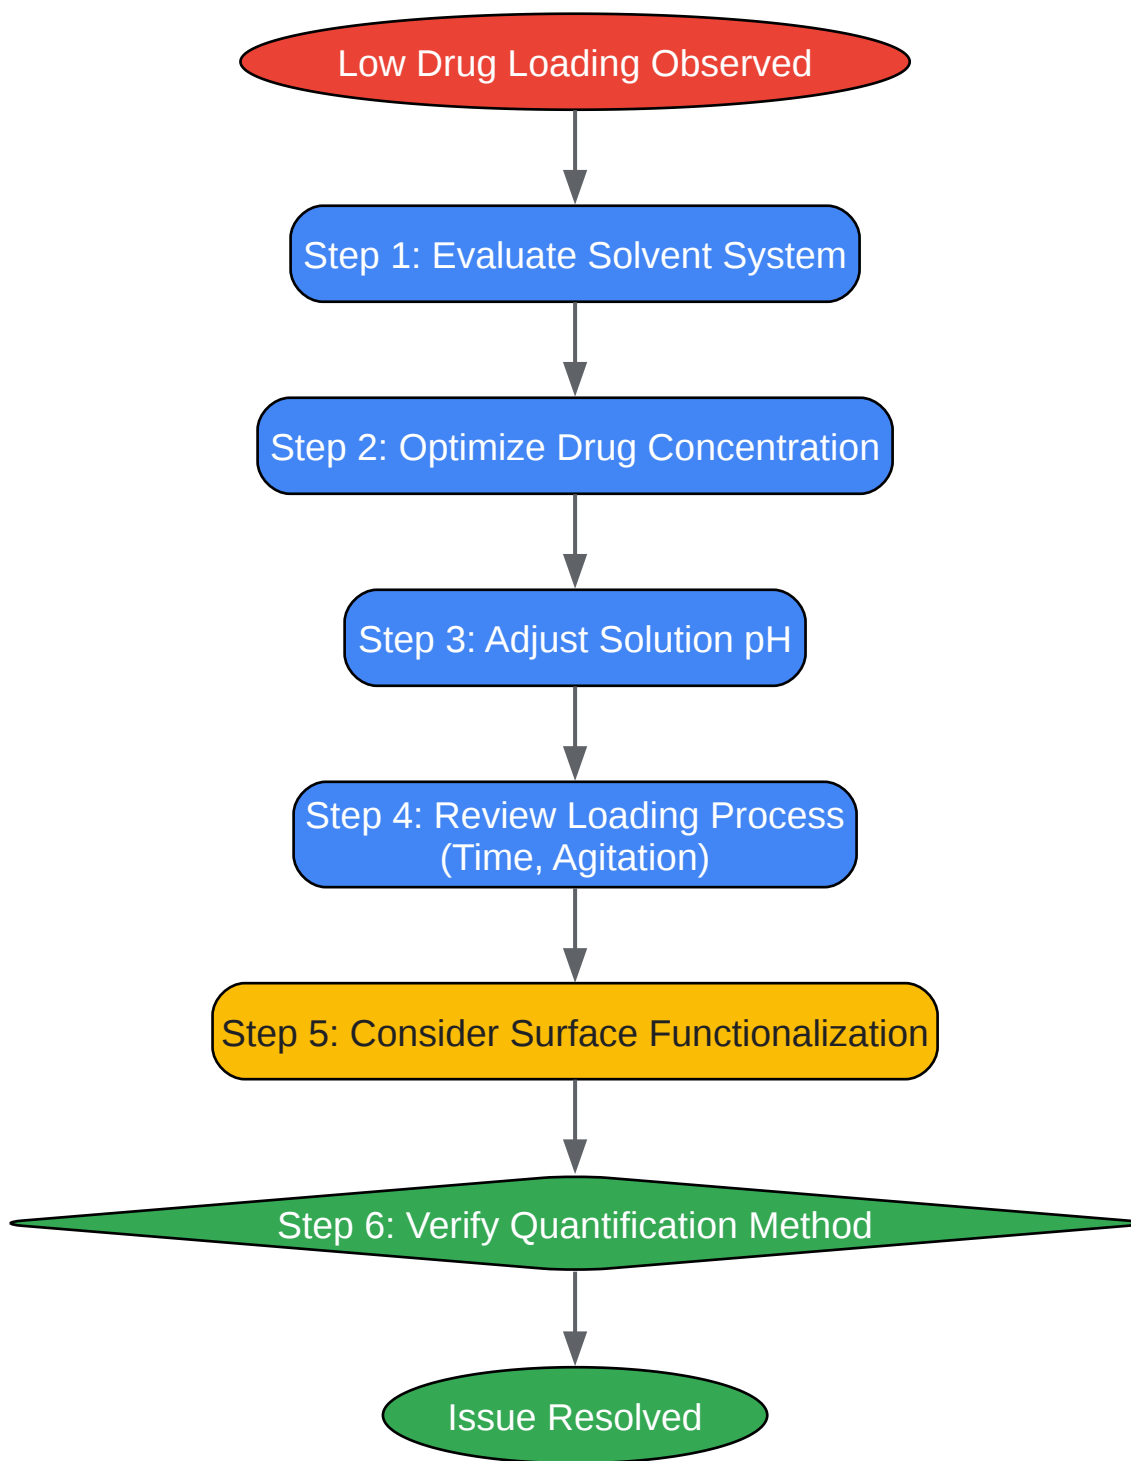 Low Drug Loading Observed
Step 1: Evaluate Solvent System
Step 2: Optimize Drug Concentration
Step 3: Adjust Solution pH
Step 4: Review Loading Process
(Time, Agitation)
Step 5: Consider Surface Functionalization
Step 6: Verify Quantification Method
Issue Resolved